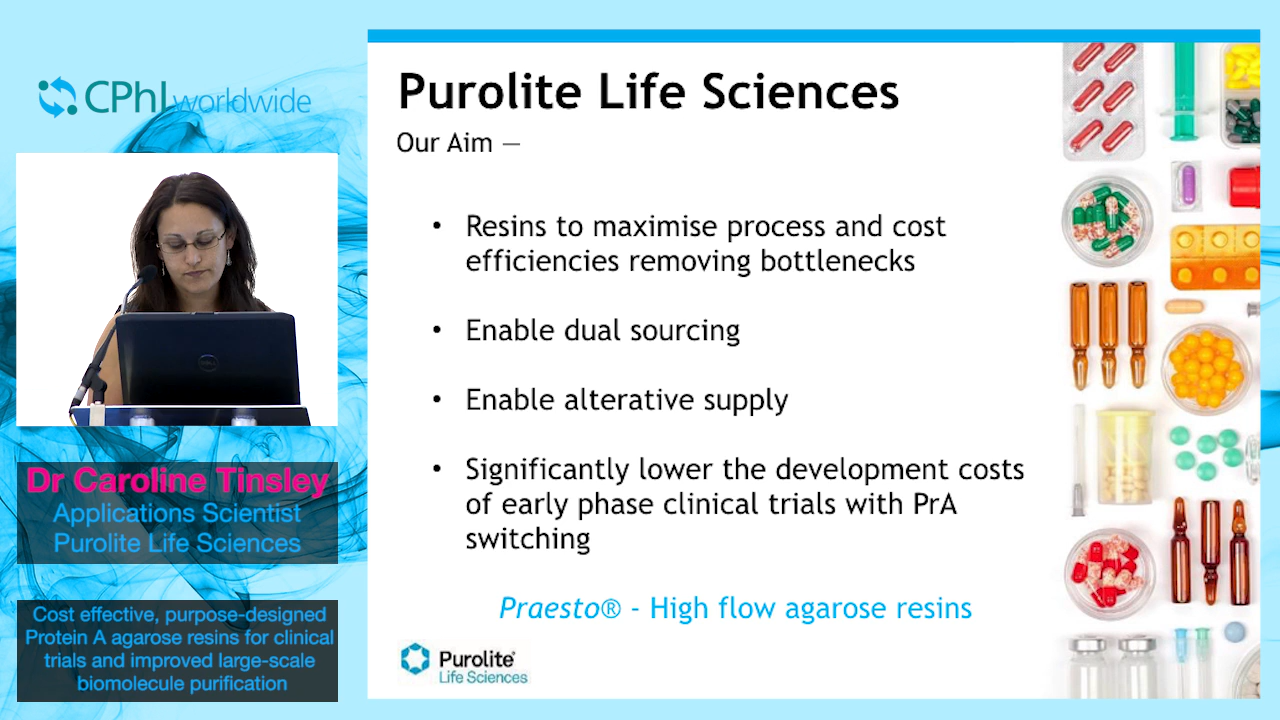 CPhI worldwide
Dr Caroline Tinsley
Applications Scientist
Purolite Life Sciences
Cost effective, purpose-designed
Protein A agarose resins for clinical
trials and improved large-scale
biomolecule purification
Purolite Life Sciences
Our Aim —
• Resins to maximise process and cost
efficiencies removing bottlenecks
• Enable dual sourcing
• Enable alterative supply
• Significantly lower the development costs
of early phase clinical trials with PrA
switching
Praesto® - High flow agarose resins
Purolite®
Life Sciences